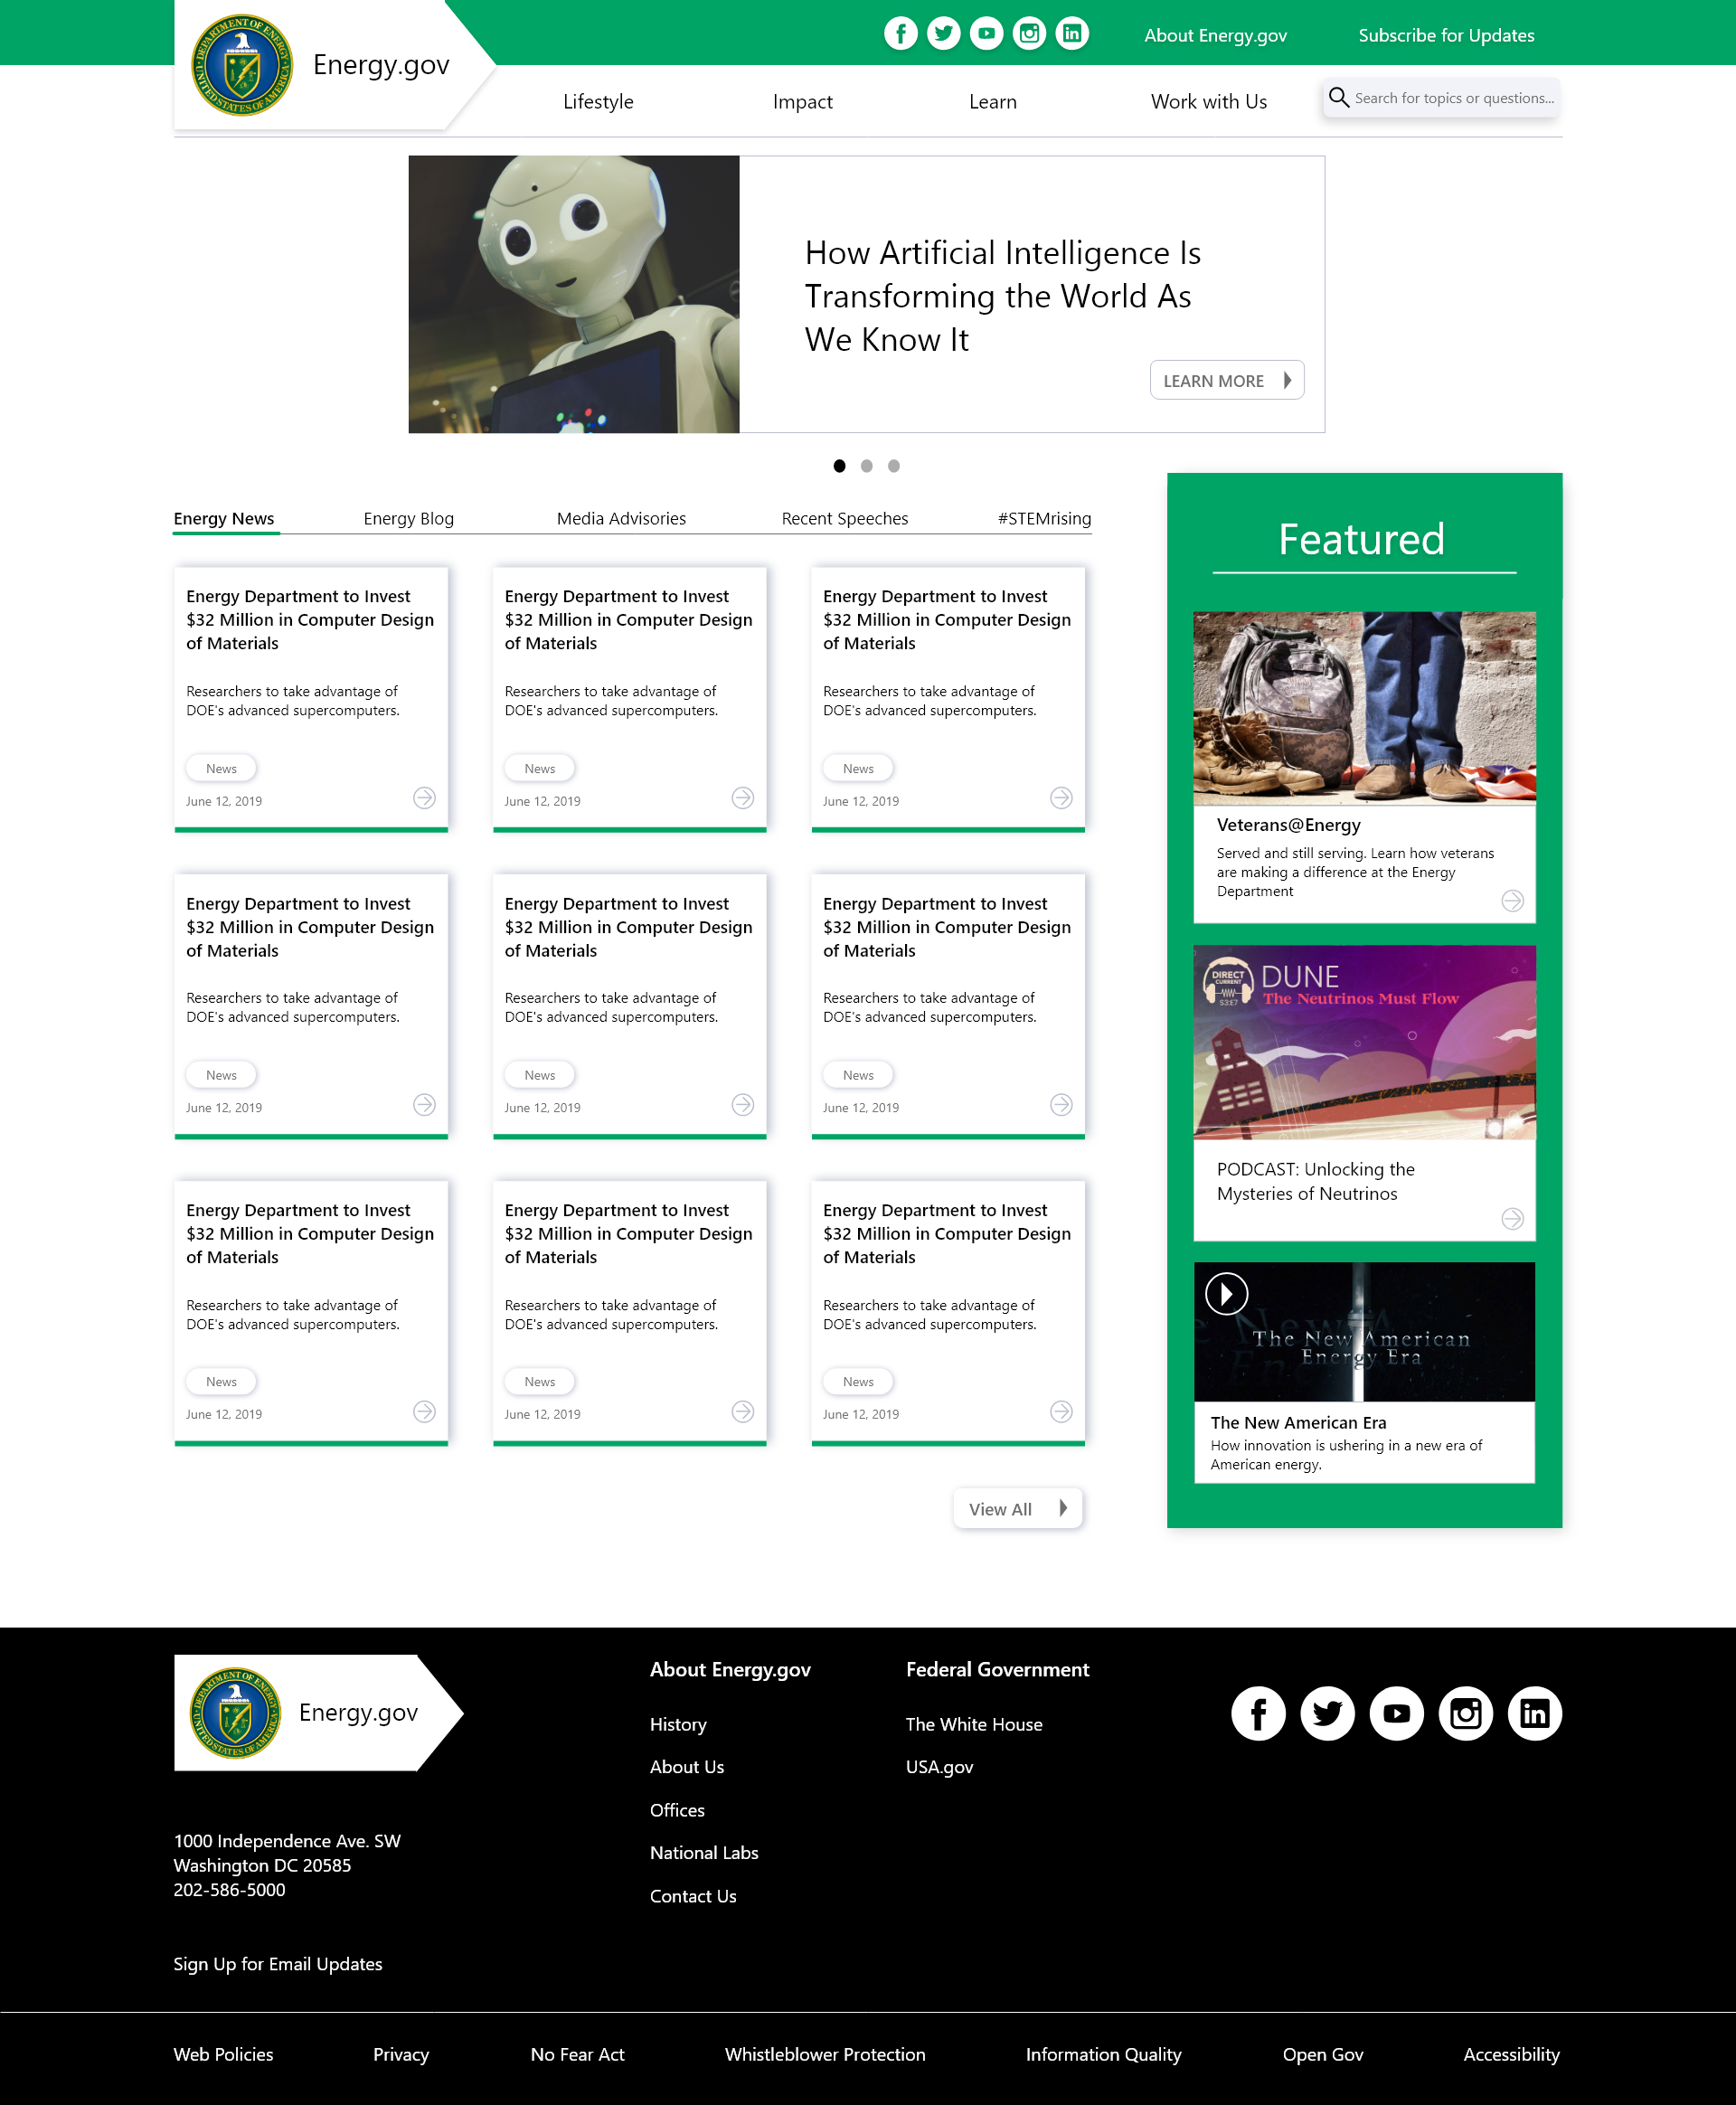 Energy.gov
About Energy.gov
Subscribe for Updates
Lifestyle
Impact
Learn
Work with Us
Search for topics or questions...
How Artificial Intelligence Is
Transforming the World As
We Know It
LEARN MORE
Energy News
Energy Blog
Media Advisories
Recent Speeches
#STEMrising
Energy Department to Invest
$32 Million in Computer Design
of Materials
Researchers to take advantage of
DOE's advanced supercomputers.
News
June 12, 2019
Energy Department to Invest
$32 Million in Computer Design
of Materials
Researchers to take advantage of
DOE's advanced supercomputers.
News
June 12, 2019
Energy Department to Invest
$32 Million in Computer Design
of Materials
Researchers to take advantage of
DOE's advanced supercomputers.
News
June 12, 2019
Energy Department to Invest
$32 Million in Computer Design
of Materials
Researchers to take advantage of
DOE's advanced supercomputers.
News
June 12, 2019
Energy Department to Invest
$32 Million in Computer Design
of Materials
Researchers to take advantage of
DOE's advanced supercomputers.
News
June 12, 2019
Energy Department to Invest
$32 Million in Computer Design
of Materials
Researchers to take advantage of
DOE's advanced supercomputers.
News
June 12, 2019
Energy Department to Invest
$32 Million in Computer Design
of Materials
Researchers to take advantage of
DOE's advanced supercomputers.
News
June 12, 2019
Energy Department to Invest
$32 Million in Computer Design
of Materials
Researchers to take advantage of
DOE's advanced supercomputers.
News
June 12, 2019
Energy Department to Invest
$32 Million in Computer Design
of Materials
Researchers to take advantage of
DOE's advanced supercomputers.
News
June 12, 2019
View All
Featured
Veterans@Energy
Served and still serving. Learn how veterans
are making a difference at the Energy
Department
DIRECT
CURRENT
S3:E7
DUNE
The Neutrinos Must Flow
PODCAST: Unlocking the
Mysteries of Neutrinos
The New American
Energy Era
The New American Era
How innovation is ushering in a new era of
American energy.
DEPARTMENT OF ENERGY
UNITED STATES OF AMERICA
Energy.gov
1000 Independence Ave. SW
Washington DC 20585
202-586-5000
Sign Up for Email Updates
About Energy.gov
History
About Us
Offices
National Labs
Contact Us
Federal Government
The White House
USA.gov
Web Policies
Privacy
No Fear Act
Whistleblower Protection
Information Quality
Open Gov
Accessibility